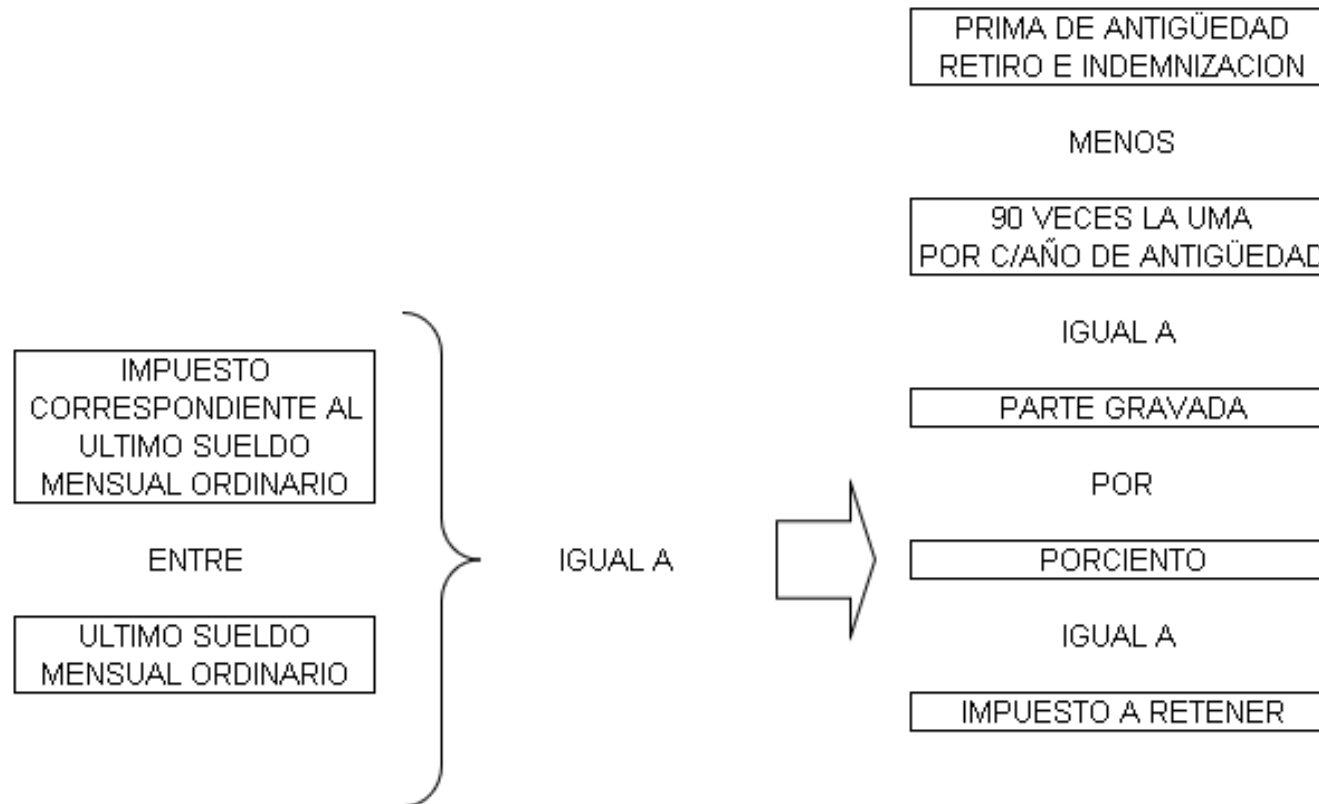 PRIMA DE ANTIGÜEDAD
RETIRO E INDEMNIZACION
MENOS
90 VECES LA UMA
POR C/AÑO DE ANTIGÜEDAD
IGUAL A
PARTE GRAVADA
POR
PORCIENTO
IGUAL A
IMPUESTO A RETENER
IMPUESTO
CORRESPONDIENTE AL
ULTIMO SUELDO
MENSUAL ORDINARIO
ENTRE
ULTIMO SUELDO
MENSUAL ORDINARIO
IGUAL A